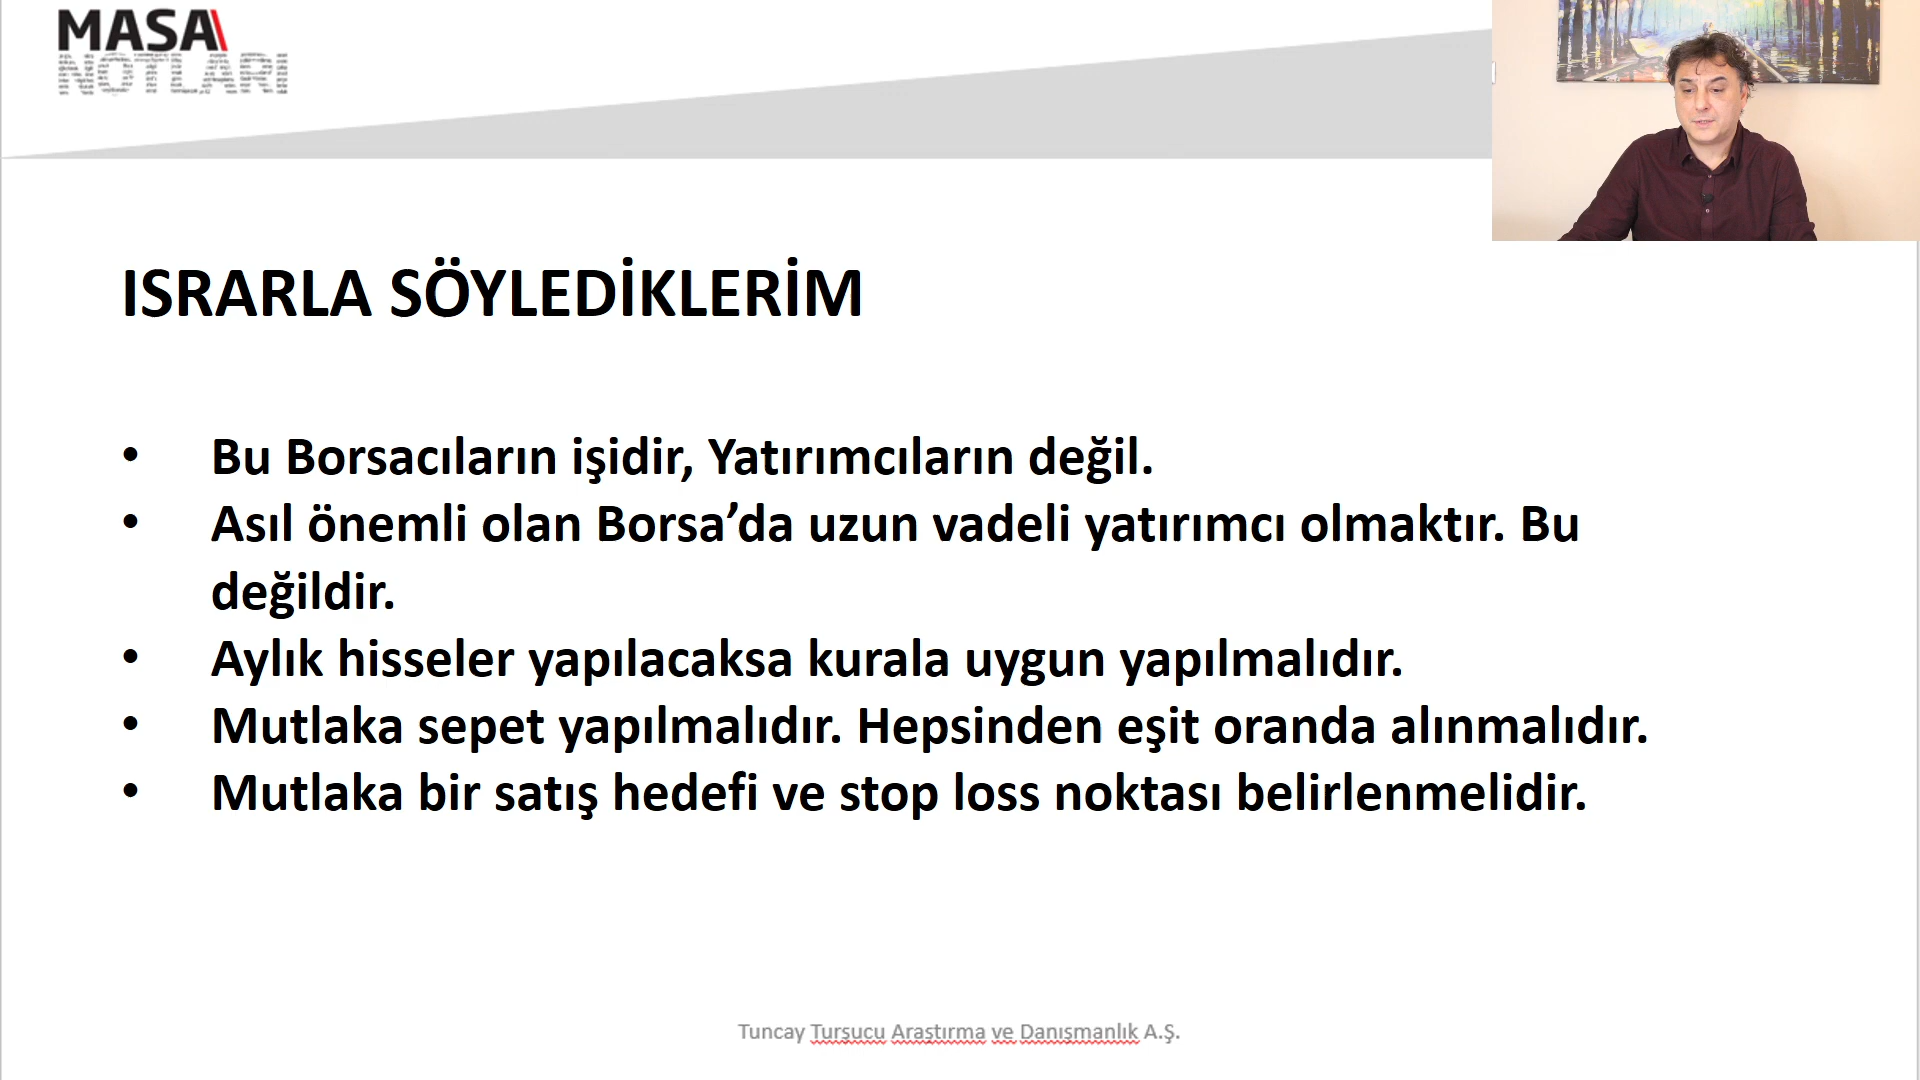 MASA
NOTLARI
ISRARLA SÖYLEDİKLERİM
• Bu Borsacıların işidir, Yatırımcıların değil.
• Asıl önemli olan Borsa’da uzun vadeli yatırımcı olmaktır. Bu
değildir.
• Aylık hisseler yapılacaksa kurala uygun yapılmalıdır.
• Mutlaka sepet yapılmalıdır. Hepsinden eşit oranda alınmalıdır.
• Mutlaka bir satış hedefi ve stop loss noktası belirlenmelidir.
Tuncay Turşucu Araştırma ve Danışmanlık A.Ş.